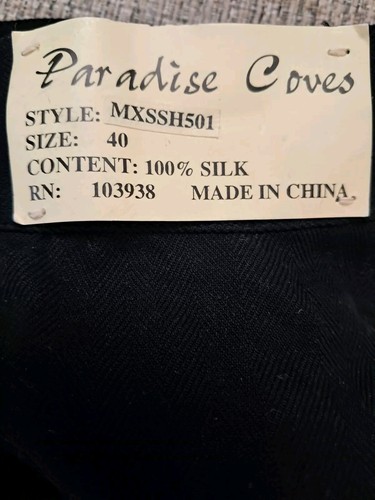 Paradise Coves
STYLE: MXSSH501
SIZE: 40
CONTENT: 100% SILK
RN: 103938 MADE IN CHINA